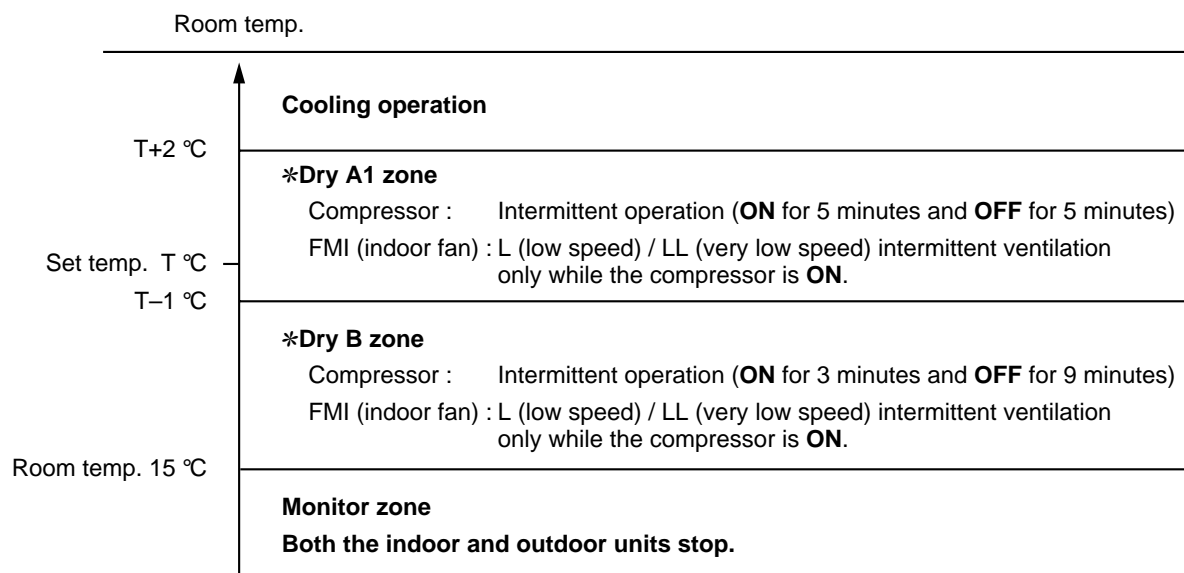 Room temp.
Cooling operation
T+2 °C
*Dry A1 zone
Compressor : Intermittent operation (ON for 5 minutes and OFF for 5 minutes)
FMI (indoor fan) : L (low speed) / LL (very low speed) intermittent ventilation
only while the compressor is ON.
Set temp. T °C
T–1 °C
*Dry B zone
Compressor : Intermittent operation (ON for 3 minutes and OFF for 9 minutes)
FMI (indoor fan) : L (low speed) / LL (very low speed) intermittent ventilation
only while the compressor is ON.
Room temp. 15 °C
Monitor zone
Both the indoor and outdoor units stop.